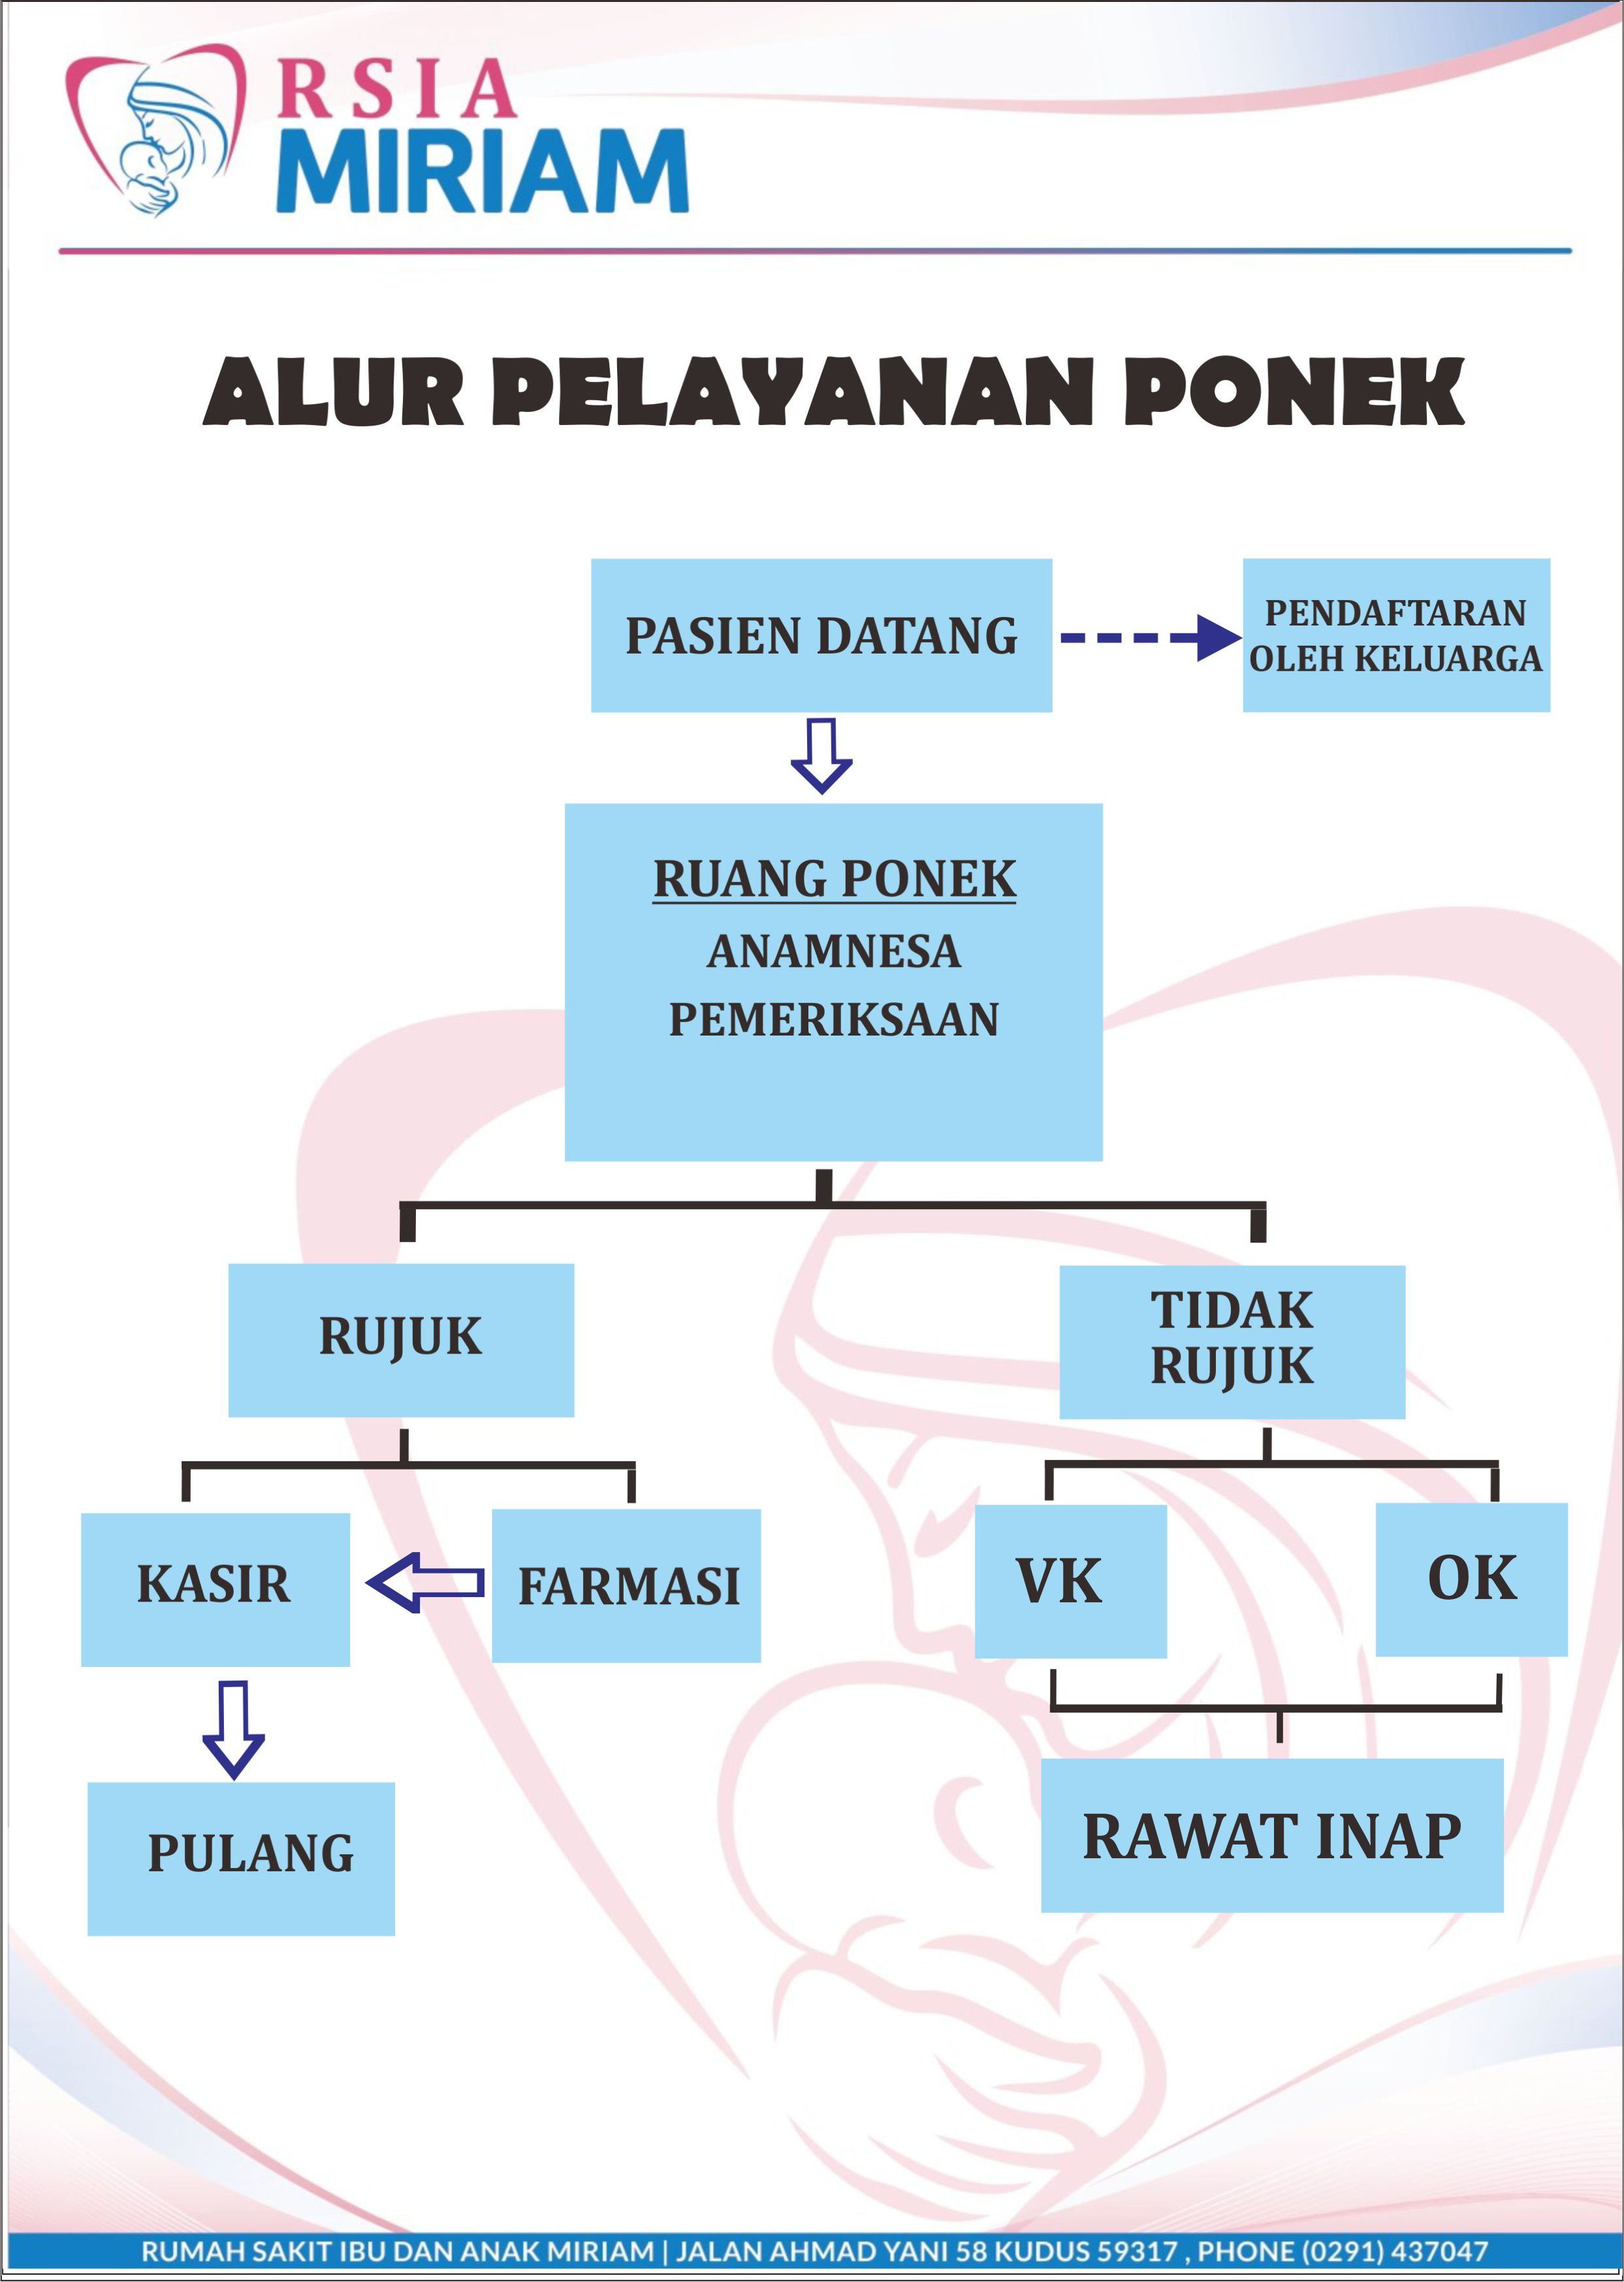 RSIA
MIRIAM
ALUR PELAYANAN PONEK
PASIEN DATANG
PENDAFTARAN
OLEH KELUARGA
RUANG PONEK
ANAMNESA
PEMERIKSAAN
RUJUK
TIDAK
RUJUK
KASIR
FARMASI
VK
OK
PULANG
RAWAT INAP
RUMAH SAKIT IBU DAN ANAK MIRIAM | JALAN AHMAD YANI 58 KUDUS 59317 , PHONE (0291) 437047